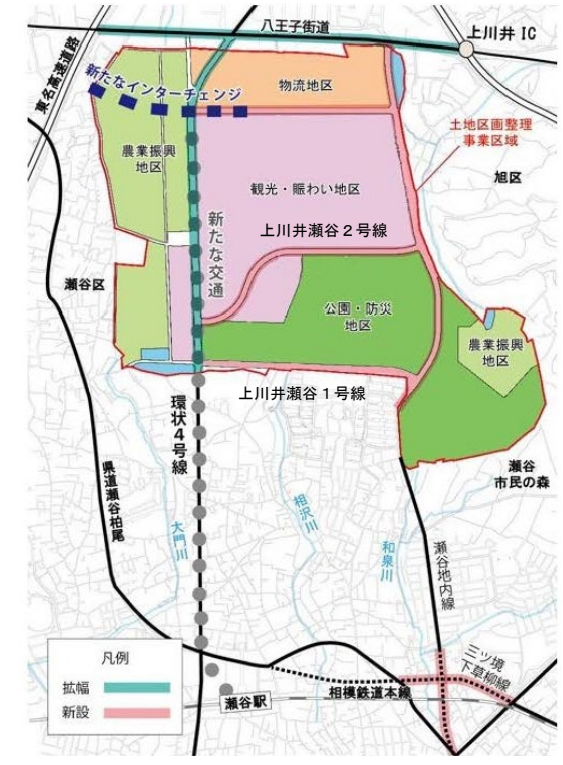 八王子街道
上川井 IC
東名高速道路
新たなインターチェンジ
物流地区
土地区画整理
事業区域
農業振興
地区
旭区
観光・賑わい地区
新たな交通
上川井瀬谷２号線
瀬谷区
公園・防災
地区
農業振興
地区
上川井瀬谷１号線
環状４号線
瀬谷
市民の森
県道瀬谷柏尾
相沢川
大門川
和泉川
瀬谷地内線
三ツ境
下草柳線
凡例
拡幅
新設
瀬谷駅
相模鉄道本線